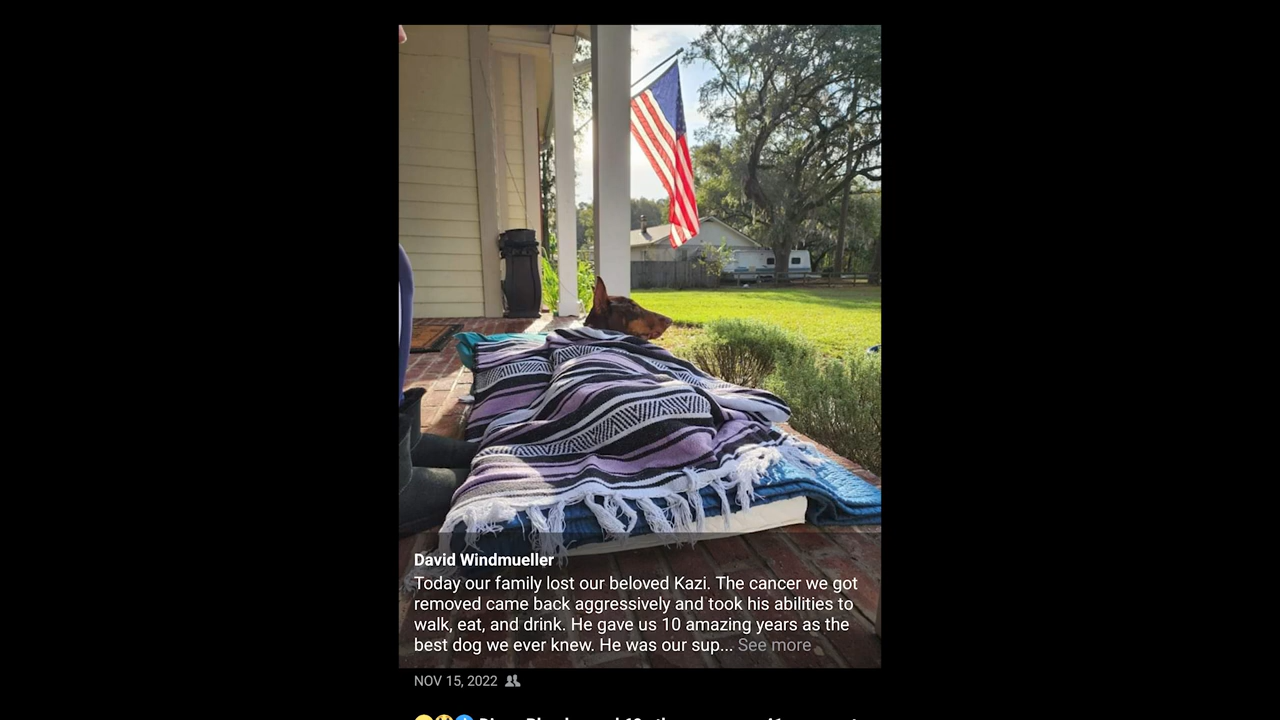 David Windmueller
Today our family lost our beloved Kazi. The cancer we got
removed came back aggressively and took his abilities to
walk, eat, and drink. He gave us 10 amazing years as the
best dog we ever knew. He was our sup... See more
NOV 15, 2022